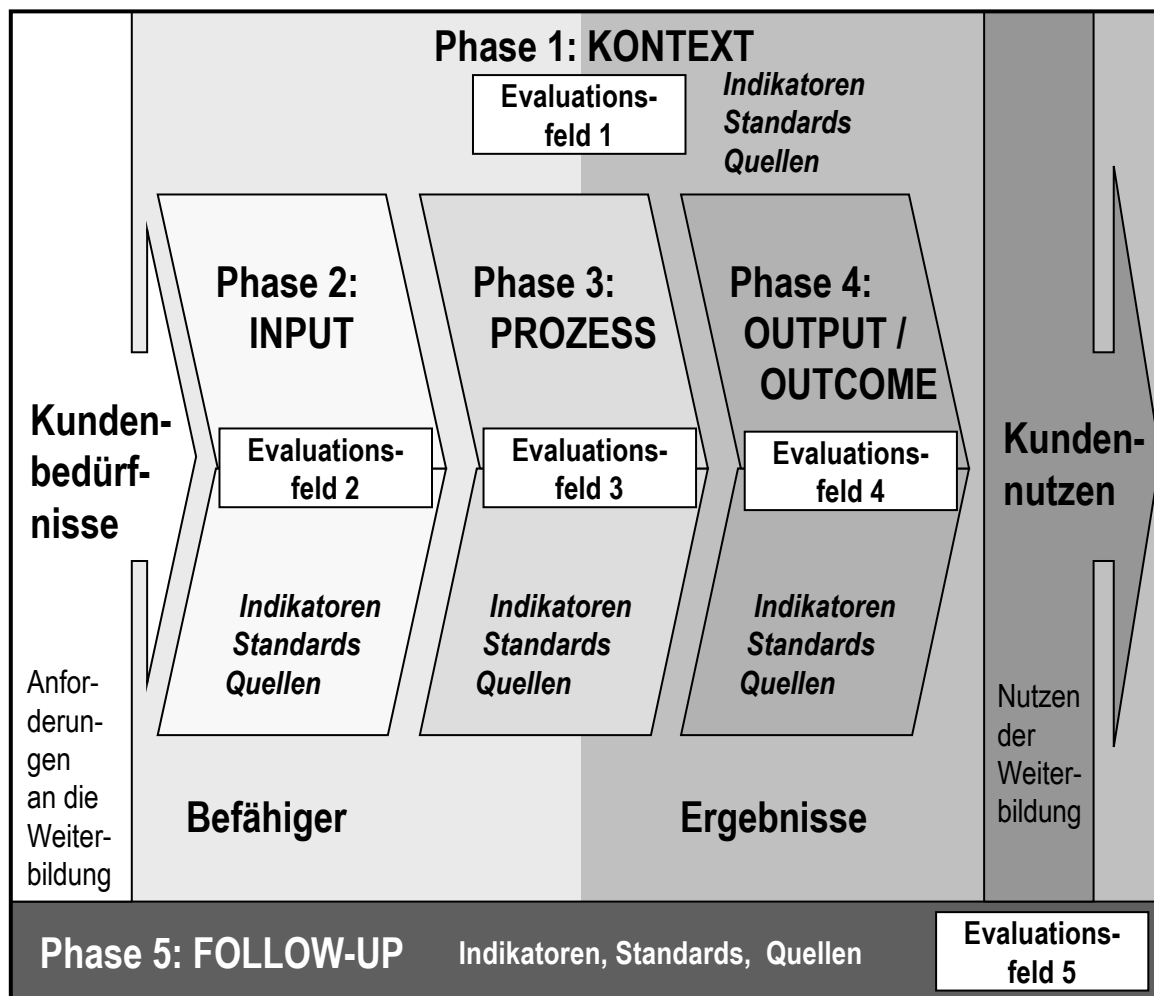 Phase 1: KONTEXT
Evaluations-
feld 1
Indikatoren
Standards
Quellen
Kunden-
bedürf-
nisse
Anfor-
derun-
gen
an die
Weiter-
bildung
Phase 2:
INPUT
Evaluations-
feld 2
Indikatoren
Standards
Quellen
Phase 3:
PROZESS
Evaluations-
feld 3
Indikatoren
Standards
Quellen
Phase 4:
OUTPUT /
OUTCOME
Evaluations-
feld 4
Indikatoren
Standards
Quellen
Kunden-
nutzen
Nutzen
der
Weiter-
bildung
Befähiger
Ergebnisse
Phase 5: FOLLOW-UP
Indikatoren, Standards, Quellen
Evaluations-
feld 5